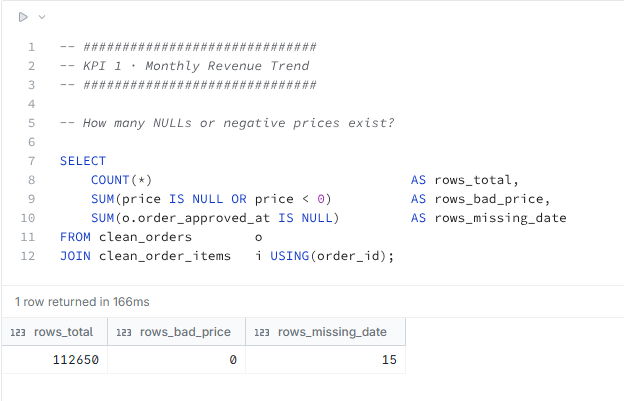 1 -- ##############################
2 -- KPI 1 · Monthly Revenue Trend
3 -- ##############################
4
5 -- How many NULLs or negative prices exist?
6
7 SELECT
8 COUNT(*) AS rows_total,
9 SUM(price IS NULL OR price < 0) AS rows_bad_price,
10 SUM(o.order_approved_at IS NULL) AS rows_missing_date
11 FROM clean_orders o
12 JOIN clean_order_items i USING(order_id);
1 row returned in 166ms
123 rows_total 123 rows_bad_price 123 rows_missing_date
112650 0 15